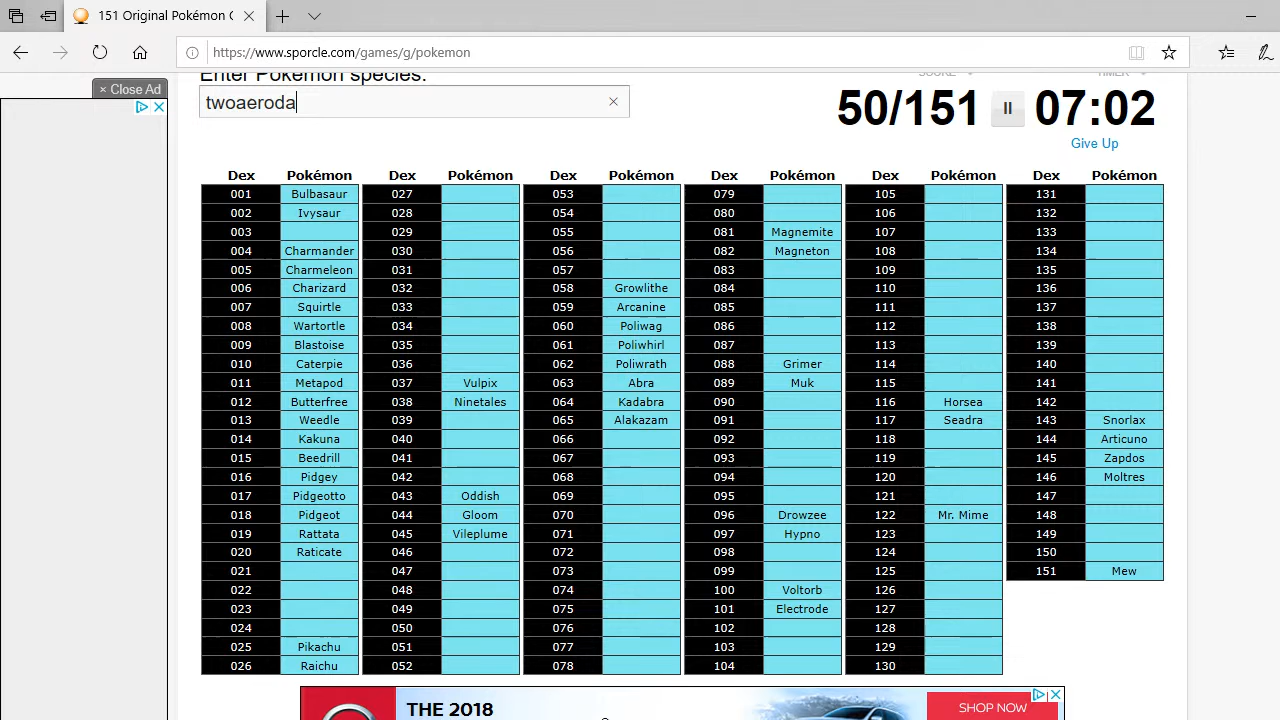 151 Original Pokémon
https://www.sporcle.com/games/g/pokemon
× Close Ad
Enter Pokémon species:
twoaeroda
50/151
07:02
Give Up
Dex Pokémon Dex Pokémon Dex Pokémon Dex Pokémon Dex Pokémon Dex Pokémon
001 Bulbasaur 027 053 079 105 131
002 Ivysaur 028 054 080 106 132
003 029 055 081 Magnemite 107 133
004 Charmander 030 056 082 Magneton 108 134
005 Charmeleon 031 057 083 109 135
006 Charizard 032 058 Growlithe 084 110 136
007 Squirtle 033 059 Arcanine 085 111 137
008 Wartortle 034 060 Poliwag 086 112 138
009 Blastoise 035 061 Poliwhirl 087 113 139
010 Caterpie 036 062 Poliwrath 088 Grimer 114 140
011 Metapod 037 Vulpix 063 Abra 089 Muk 115 141
012 Butterfree 038 Ninetales 064 Kadabra 090 116 Horsea 142
013 Weedle 039 065 Alakazam 091 117 Seadra 143 Snorlax
014 Kakuna 040 066 092 118 144 Articuno
015 Beedrill 041 067 093 119 145 Zapdos
016 Pidgey 042 068 094 120 146 Moltres
017 Pidgeotto 043 Oddish 069 095 121 147
018 Pidgeot 044 Gloom 070 096 Drowzee 122 Mr. Mime 148
019 Rattata 045 Vileplume 071 097 Hypno 123 149
020 Raticate 046 072 098 124 150
021 047 073 099 125 151 Mew
022 048 074 100 Voltorb 126
023 049 075 101 Electrode 127
024 050 076 102 128
025 Pikachu 051 077 103 129
026 Raichu 052 078 104 130
THE 2018
SHOP NOW